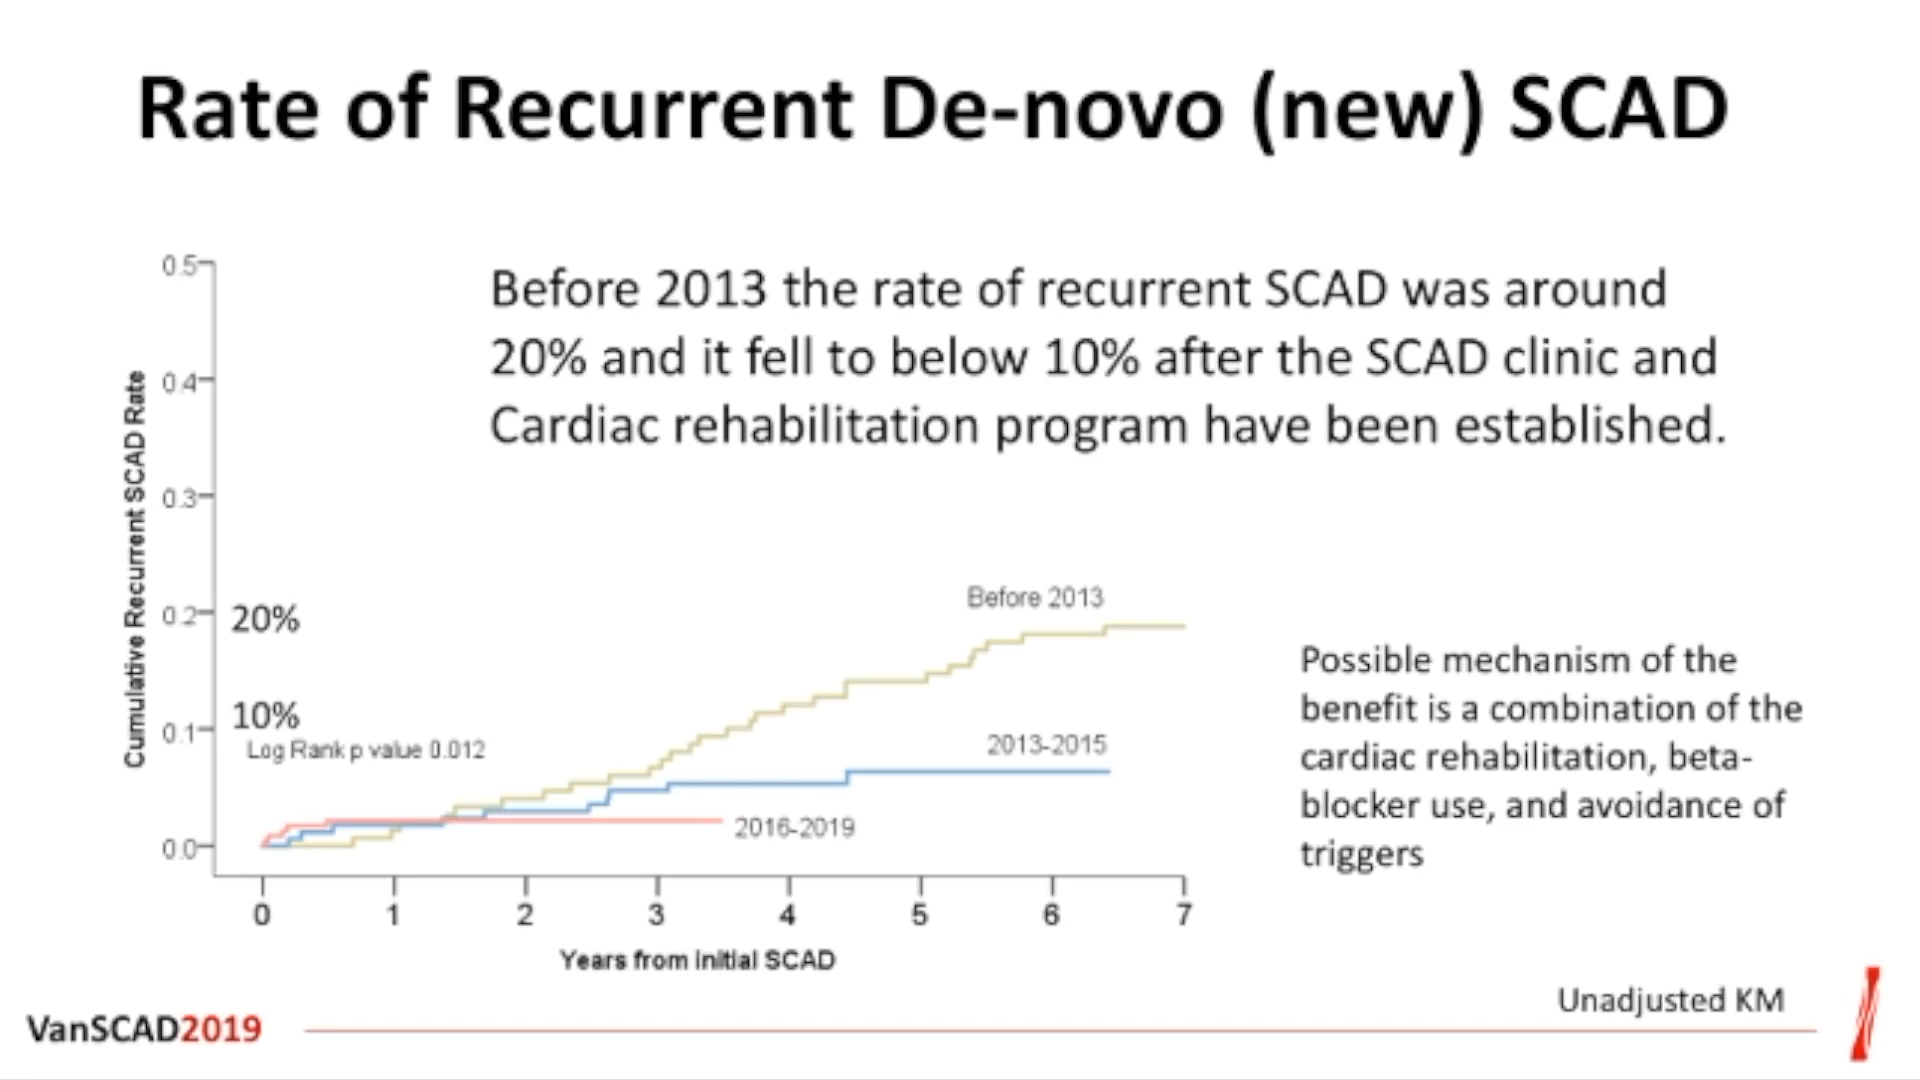 Rate of Recurrent De-novo (new) SCAD
Before 2013 the rate of recurrent SCAD was around
20% and it fell to below 10% after the SCAD clinic and
Cardiac rehabilitation program have been established.
Cumulative Recurrent SCAD Rate
0.5
0.4
0.3
0.2
0.1
0.0
20%
10%
Log Rank p value 0.012
Before 2013
2013-2015
2016-2019
0 1 2 3 4 5 6 7
Years from initial SCAD
Possible mechanism of the
benefit is a combination of the
cardiac rehabilitation, beta-
blocker use, and avoidance of
triggers
Unadjusted KM
VanSCAD2019